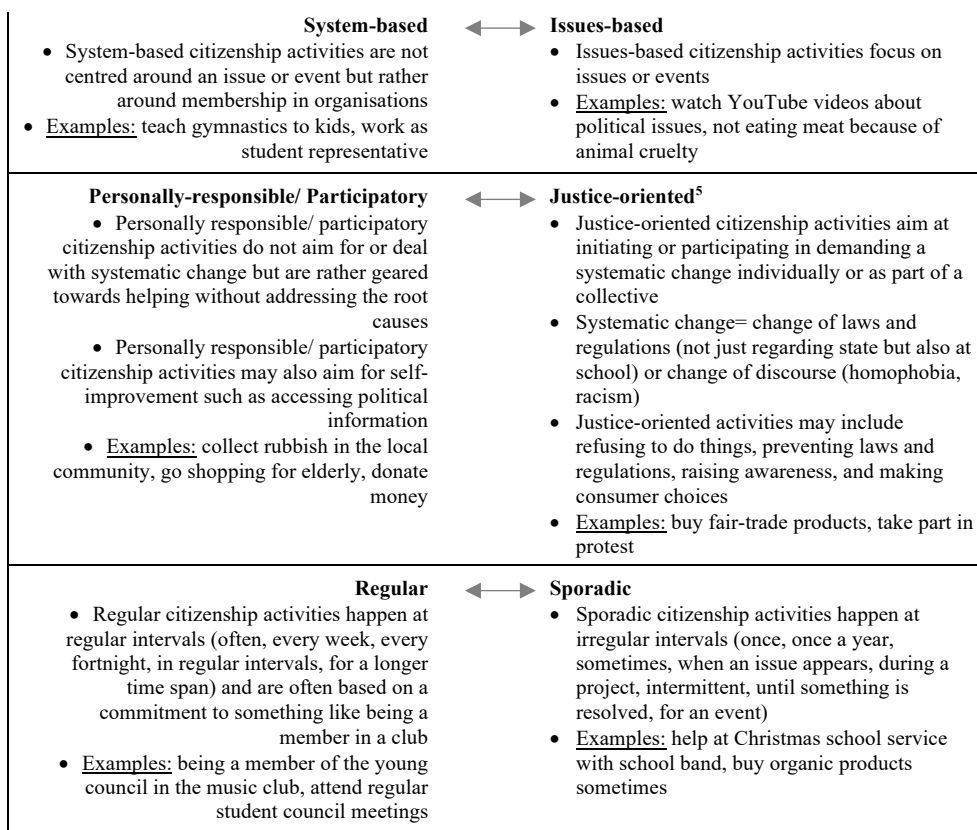 System-based
• System-based citizenship activities are not
centred around an issue or event but rather
around membership in organisations
• Examples: teach gymnastics to kids, work as
student representative
Issues-based
• Issues-based citizenship activities focus on
issues or events
• Examples: watch YouTube videos about
political issues, not eating meat because of
animal cruelty
Personally-responsible/ Participatory
• Personally responsible/ participatory
citizenship activities do not aim for or deal
with systematic change but are rather geared
towards helping without addressing the root
causes
• Personally responsible/ participatory
citizenship activities may also aim for self-
improvement such as accessing political
information
• Examples: collect rubbish in the local
community, go shopping for elderly, donate
money
Justice-oriented⁵
• Justice-oriented citizenship activities aim at
initiating or participating in demanding a
systematic change individually or as part of a
collective
• Systematic change= change of laws and
regulations (not just regarding state but also at
school) or change of discourse (homophobia,
racism)
• Justice-oriented activities may include
refusing to do things, preventing laws and
regulations, raising awareness, and making
consumer choices
• Examples: buy fair-trade products, take part in
protest
Regular
• Regular citizenship activities happen at
regular intervals (often, every week, every
fortnight, in regular intervals, for a longer
time span) and are often based on a
commitment to something like being a
member in a club
• Examples: being a member of the young
council in the music club, attend regular
student council meetings
Sporadic
• Sporadic citizenship activities happen at
irregular intervals (once, once a year,
sometimes, when an issue appears, during a
project, intermittent, until something is
resolved, for an event)
• Examples: help at Christmas school service
with school band, buy organic products
sometimes